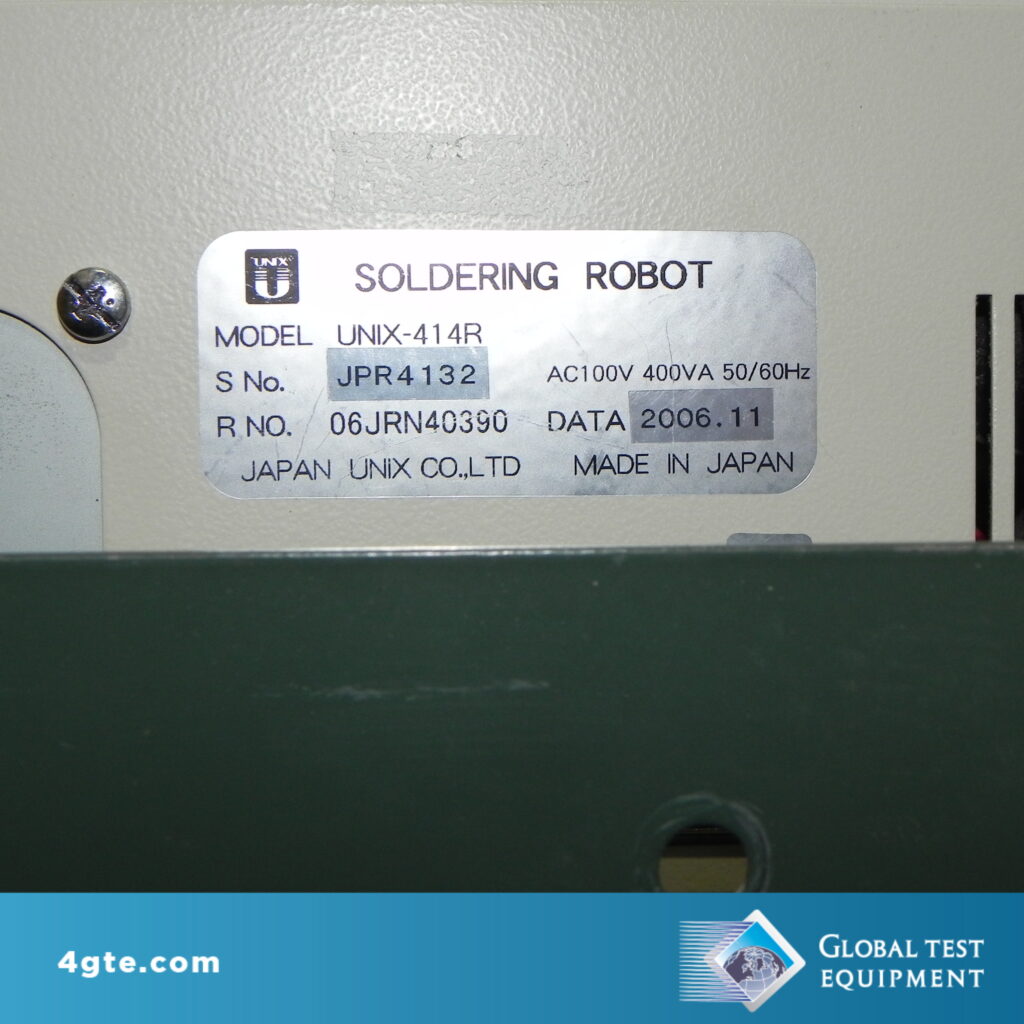 UNIX
U
SOLDERING ROBOT
MODEL UNIX-414R
S No. JPR4132 AC100V 400VA 50/60Hz
R NO. 06JRN40390 DATA 2006.11
JAPAN UNiX CO.,LTD MADE IN JAPAN
4gte.com
GLOBAL TEST
EQUIPMENT